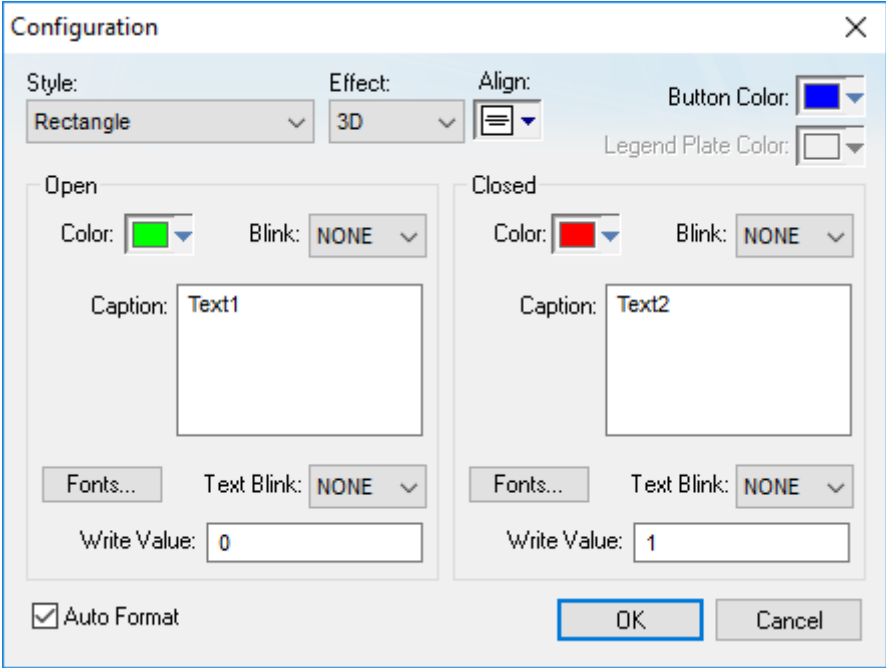 Configuration
Style: Effect: Align:
Rectangle 3D
Button Color:
Legend Plate Color:
Open
Color: Blink: NONE
Caption: Text1
Fonts... Text Blink: NONE
Write Value: 0
Closed
Color: Blink: NONE
Caption: Text2
Fonts... Text Blink: NONE
Write Value: 1
Auto Format
OK Cancel